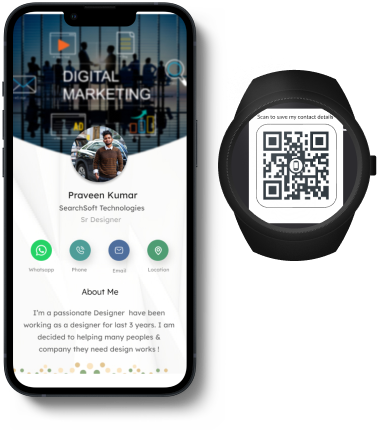 DIGITAL
MARKETING
Praveen Kumar
SearchSoft Technologies
Sr Designer
Whatsapp
Phone
Email
Location
About Me
I'm a passionate Designer have been
working as a designer for last 3 years. I am
decided to helping many peoples &
company they need design works !
Scan to save my contact details